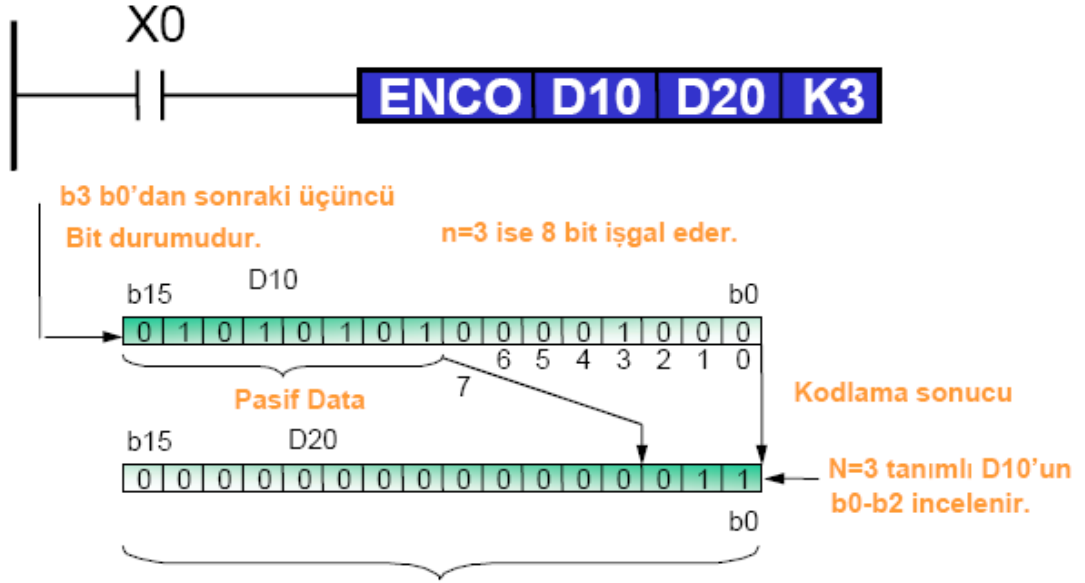 X0
ENCO D10 D20 K3
b3 b0'dan sonraki üçüncü
Bit durumudur.
n=3 ise 8 bit işgal eder.
D10
b15 b0
0 1 0 1 0 1 0 1 0 0 0 0 1 0 0 0
7 6 5 4 3 2 1 0
Pasif Data
Kodlama sonucu
b15 D20
0 0 0 0 0 0 0 0 0 0 0 0 0 0 1 1
N=3 tanımlı D10'un
b0-b2 incelenir.
b0